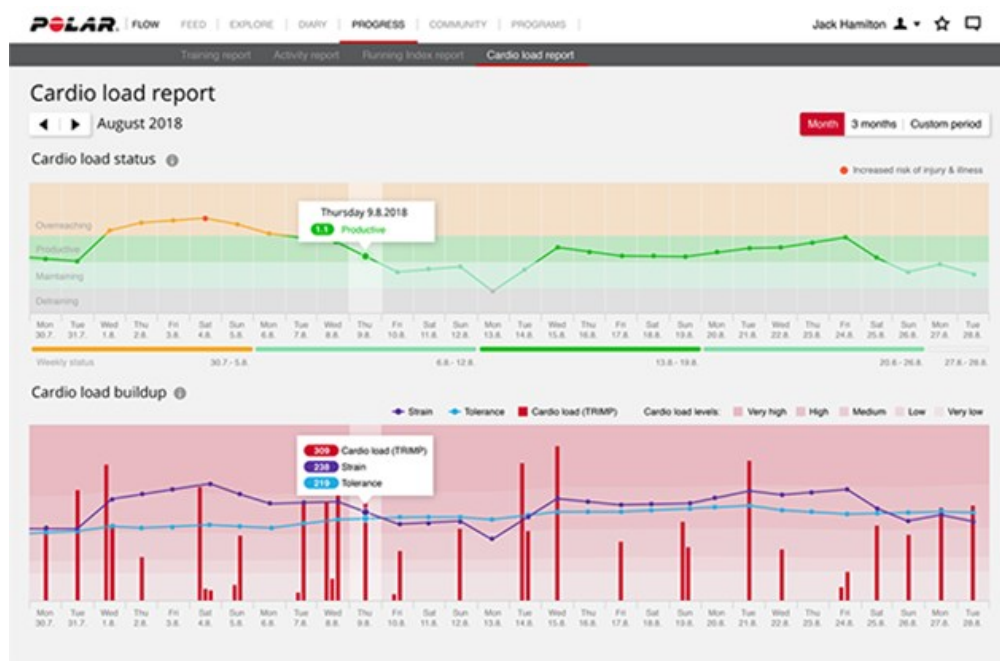 POLAR. FLOW FEED EXPLORE DIARY PROGRESS COMMUNITY PROGRAMS Jack Hamilton
Training report Activity report Running Index report Cardio load report
Cardio load report
August 2018 Month 3 months Custom period
Cardio load status
Increased risk of injury & illness
Thursday 9.8.2018
1.1 Productive
Overreaching
Productive
Maintaining
Detraining
Mon Tue Wed Thu Fri Sat Sun Mon Tue Wed Thu Fri Sat Sun Mon Tue Wed Thu Fri Sat Sun Mon Tue Wed Thu Fri Sat Sun Mon Tue
30.7. 31.7. 1.8. 2.8. 3.8. 4.8. 5.8. 6.8. 7.8. 8.8. 9.8. 10.8. 11.8. 12.8. 13.8. 14.8. 15.8. 16.8. 17.8. 18.8. 19.8. 20.8. 21.8. 22.8. 23.8. 24.8. 25.8. 26.8. 27.8. 28.8.
Weekly status 30.7.- 5.8. 6.8.- 12.8. 13.8.- 19.8. 20.8.- 26.8. 27.8.- 28.8.
Cardio load buildup
Strain Tolerance Cardio load (TRIMP) Cardio load levels: Very high High Medium Low Very low
309 Cardio load (TRIMP)
238 Strain
219 Tolerance
Mon Tue Wed Thu Fri Sat Sun Mon Tue Wed Thu Fri Sat Sun Mon Tue Wed Thu Fri Sat Sun Mon Tue Wed Thu Fri Sat Sun Mon Tue
30.7. 31.7. 1.8. 2.8. 3.8. 4.8. 5.8. 6.8. 7.8. 8.8. 9.8. 10.8. 11.8. 12.8. 13.8. 14.8. 15.8. 16.8. 17.8. 18.8. 19.8. 20.8. 21.8. 22.8. 23.8. 24.8. 25.8. 26.8. 27.8. 28.8.